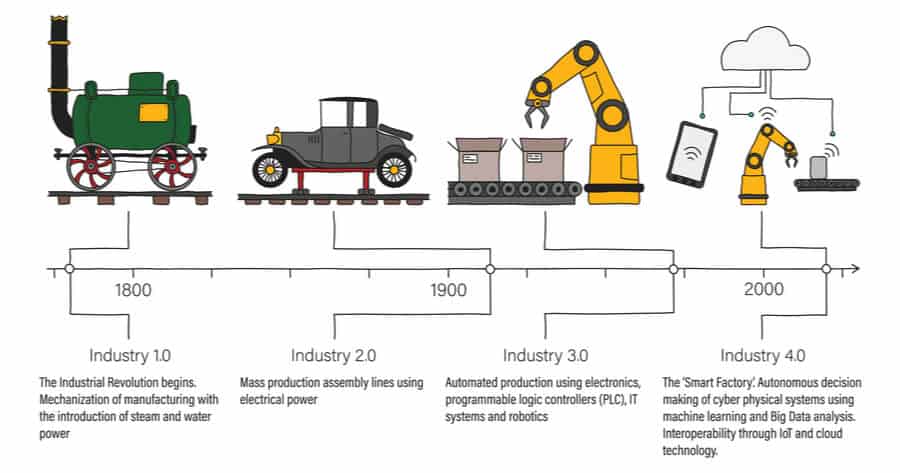 1800
1900
2000
Industry 1.0
The Industrial Revolution begins.
Mechanization of manufacturing with
the introduction of steam and water
power
Industry 2.0
Mass production assembly lines using
electrical power
Industry 3.0
Automated production using electronics,
programmable logic controllers (PLC), IT
systems and robotics
Industry 4.0
The ‘Smart Factory’. Autonomous decision
making of cyber physical systems using
machine learning and Big Data analysis.
Interoperability through IoT and cloud
technology.